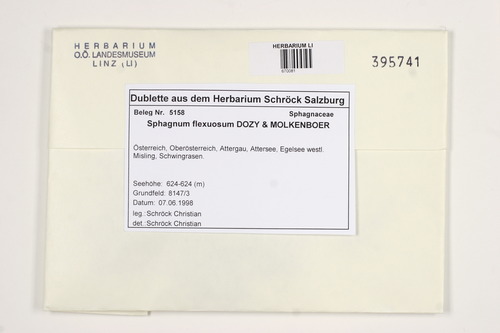 HERBARIUM
O.Ö. LANDESMUSEUM
LINZ (LI)
HERBARIUM LI
395741
Dublette aus dem Herbarium Schröck Salzburg
Beleg Nr. 5158 Sphagnaceae
Sphagnum flexuosum DOZY & MOLKENBOER
Österreich, Oberösterreich, Attergau, Attersee, Egelsee westl.
Misling, Schwingrasen.
Seehöhe: 624-624 (m)
Grundfeld: 8147/3
Datum: 07.06.1998
leg.:Schröck Christian
det.:Schröck Christian